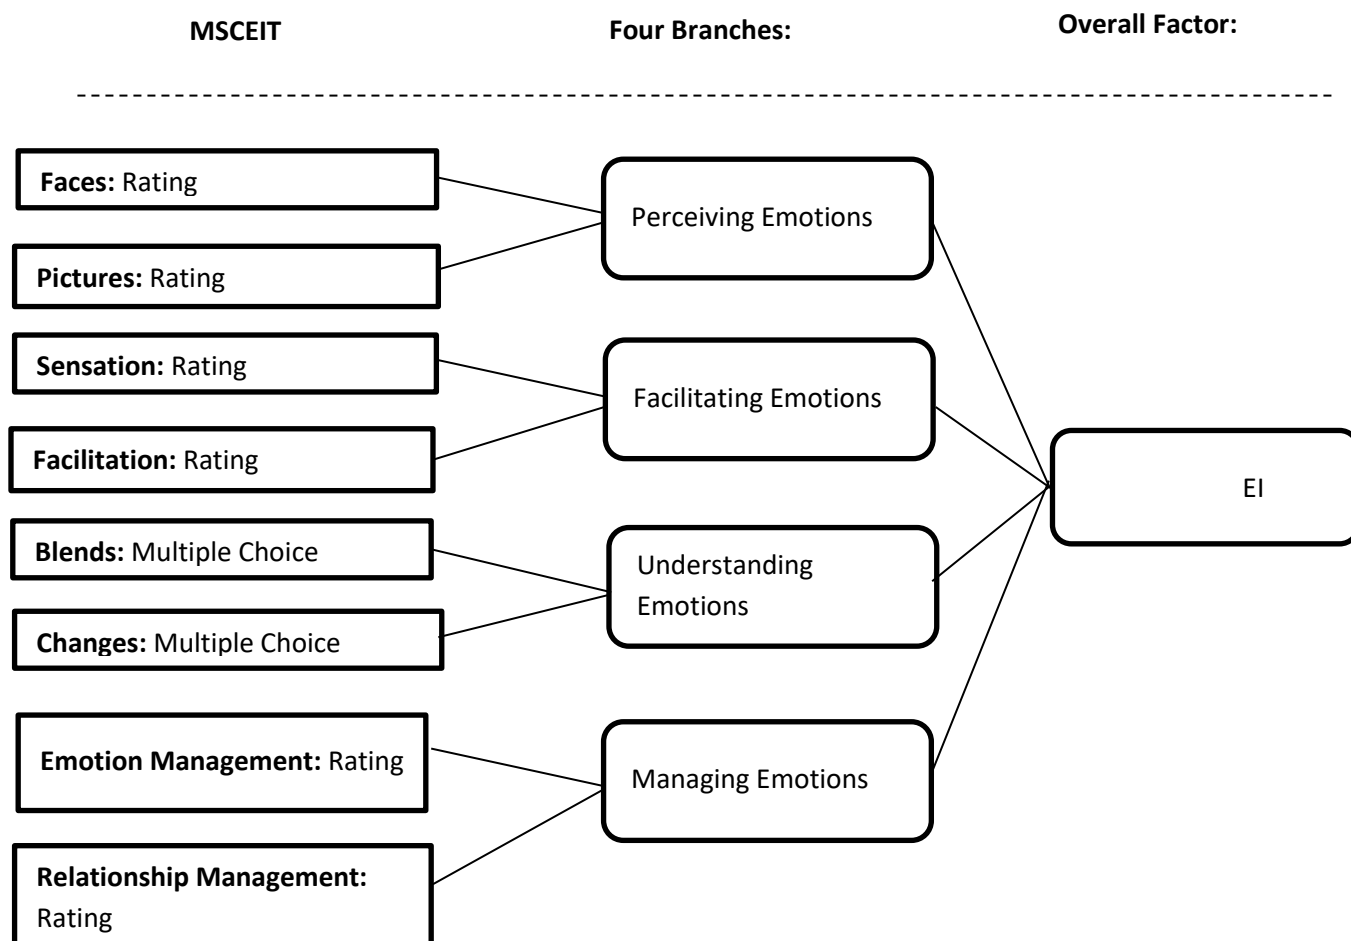 MSCEIT
Four Branches:
Overall Factor:
Faces: Rating
Pictures: Rating
Sensation: Rating
Facilitation: Rating
Blends: Multiple Choice
Changes: Multiple Choice
Emotion Management: Rating
Relationship Management:
Rating
Perceiving Emotions
Facilitating Emotions
Understanding
Emotions
Managing Emotions
EI